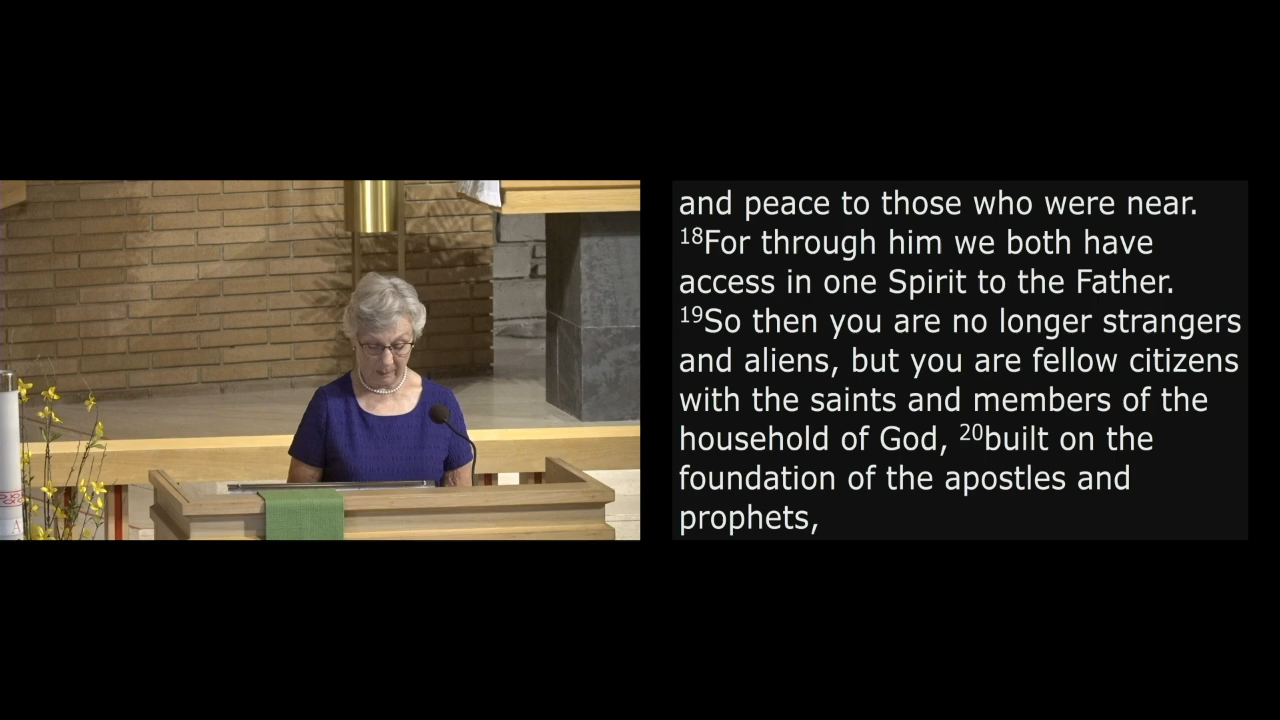 and peace to those who were near.
18For through him we both have
access in one Spirit to the Father.
19So then you are no longer strangers
and aliens, but you are fellow citizens
with the saints and members of the
household of God, 20built on the
foundation of the apostles and
prophets,
A